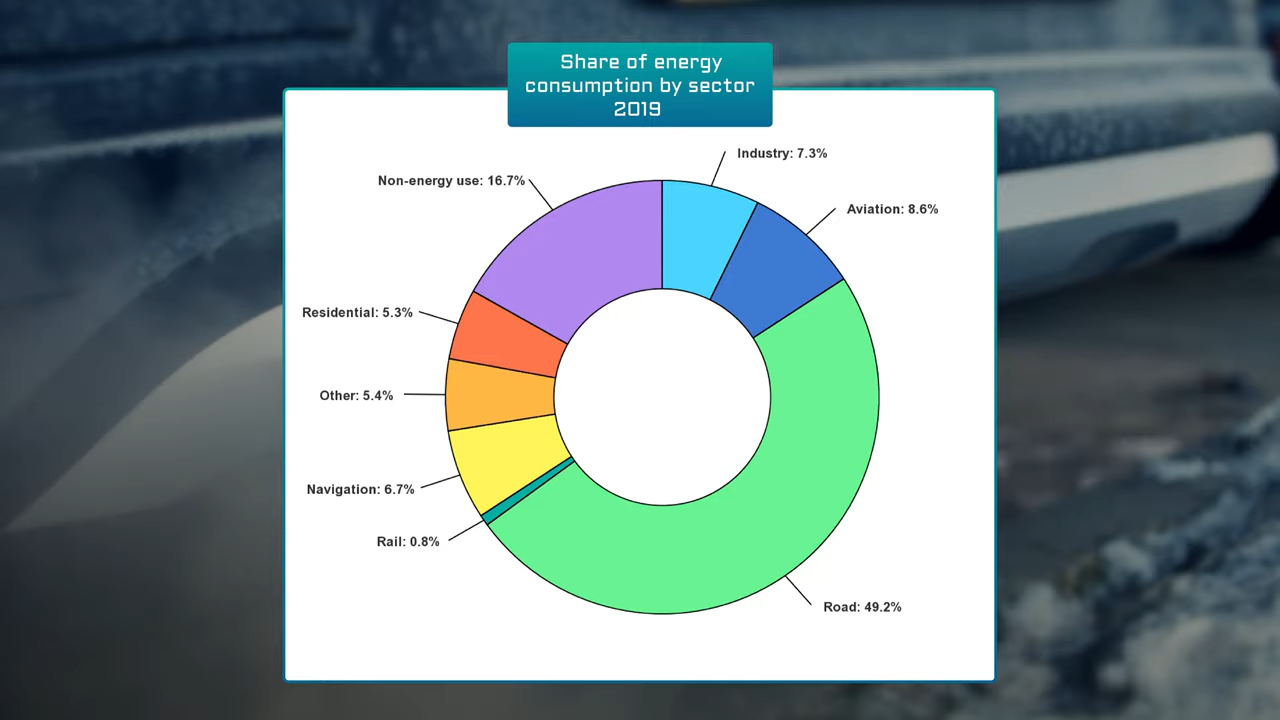 Share of energy
consumption by sector
2019
Industry: 7.3%
Non-energy use: 16.7%
Aviation: 8.6%
Residential: 5.3%
Other: 5.4%
Navigation: 6.7%
Rail: 0.8%
Road: 49.2%